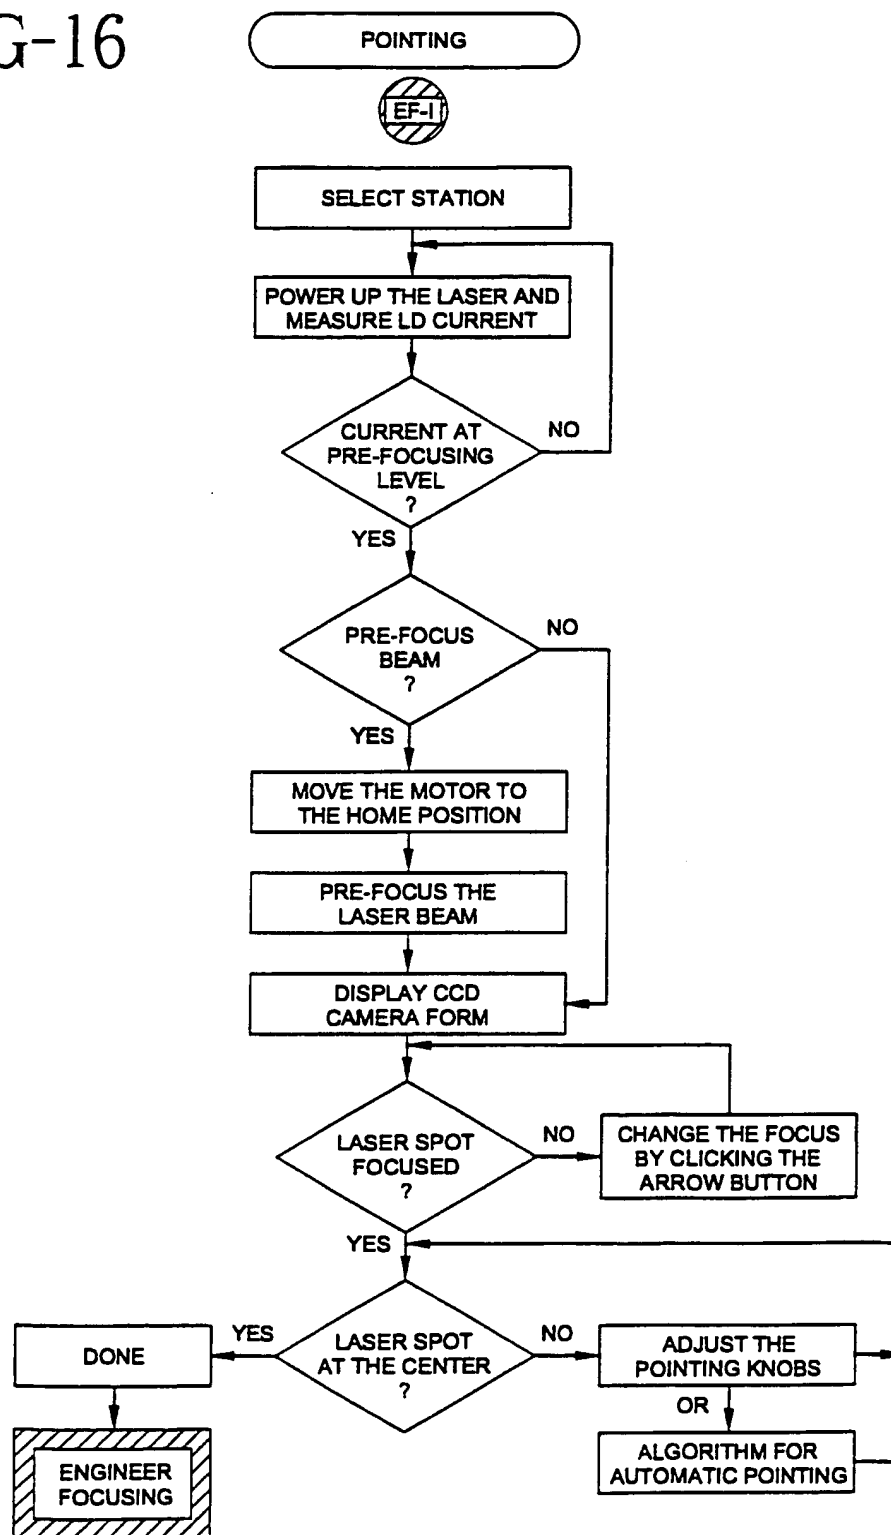 G-16
POINTING
EF-I
SELECT STATION
POWER UP THE LASER AND
MEASURE LD CURRENT
CURRENT AT
PRE-FOCUSING
LEVEL
?
NO
YES
PRE-FOCUS
BEAM
?
NO
YES
MOVE THE MOTOR TO
THE HOME POSITION
PRE-FOCUS THE
LASER BEAM
DISPLAY CCD
CAMERA FORM
LASER SPOT
FOCUSED
?
NO
CHANGE THE FOCUS
BY CLICKING THE
ARROW BUTTON
YES
DONE
YES
LASER SPOT
AT THE CENTER
?
NO
ADJUST THE
POINTING KNOBS
OR
ALGORITHM FOR
AUTOMATIC POINTING
ENGINEER
FOCUSING